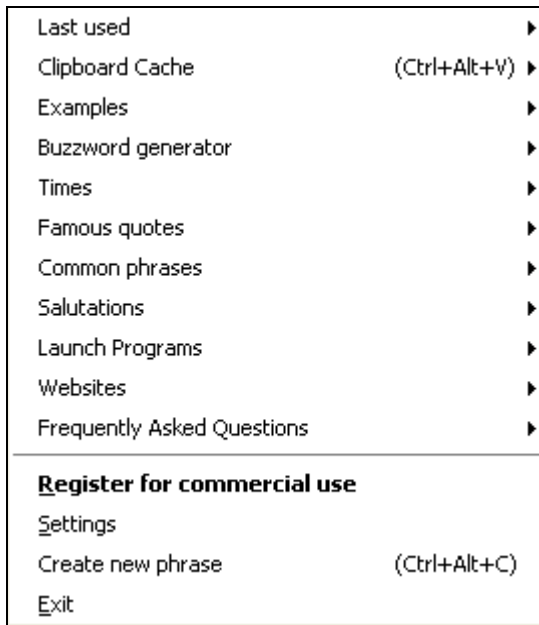 Last used
Clipboard Cache (Ctrl+Alt+V)
Examples
Buzzword generator
Times
Famous quotes
Common phrases
Salutations
Launch Programs
Websites
Frequently Asked Questions
Register for commercial use
Settings
Create new phrase (Ctrl+Alt+C)
Exit